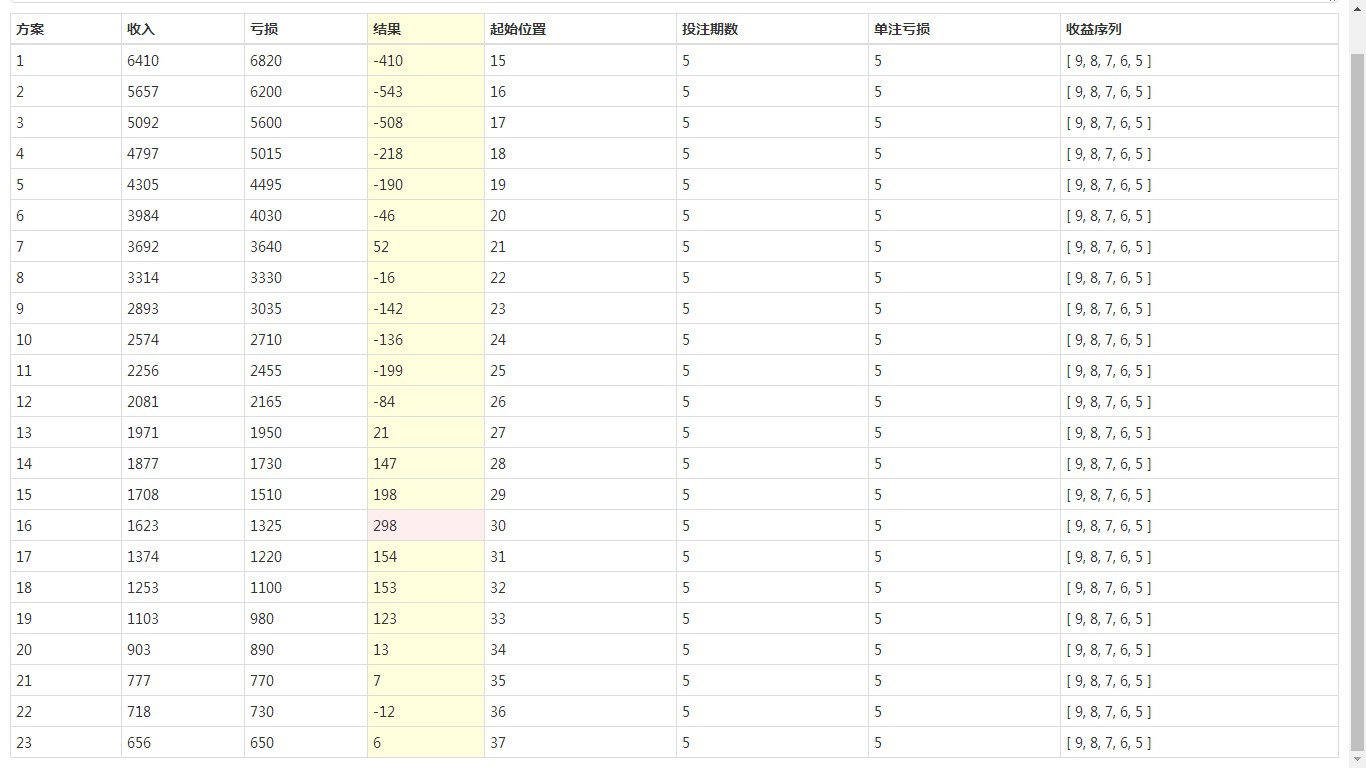 方案 收入 亏损 结果 起始位置 投注期数 单注亏损 收益序列
1 6410 6820 -410 15 5 5 [ 9, 8, 7, 6, 5 ]
2 5657 6200 -543 16 5 5 [ 9, 8, 7, 6, 5 ]
3 5092 5600 -508 17 5 5 [ 9, 8, 7, 6, 5 ]
4 4797 5015 -218 18 5 5 [ 9, 8, 7, 6, 5 ]
5 4305 4495 -190 19 5 5 [ 9, 8, 7, 6, 5 ]
6 3984 4030 -46 20 5 5 [ 9, 8, 7, 6, 5 ]
7 3692 3640 52 21 5 5 [ 9, 8, 7, 6, 5 ]
8 3314 3330 -16 22 5 5 [ 9, 8, 7, 6, 5 ]
9 2893 3035 -142 23 5 5 [ 9, 8, 7, 6, 5 ]
10 2574 2710 -136 24 5 5 [ 9, 8, 7, 6, 5 ]
11 2256 2455 -199 25 5 5 [ 9, 8, 7, 6, 5 ]
12 2081 2165 -84 26 5 5 [ 9, 8, 7, 6, 5 ]
13 1971 1950 21 27 5 5 [ 9, 8, 7, 6, 5 ]
14 1877 1730 147 28 5 5 [ 9, 8, 7, 6, 5 ]
15 1708 1510 198 29 5 5 [ 9, 8, 7, 6, 5 ]
16 1623 1325 298 30 5 5 [ 9, 8, 7, 6, 5 ]
17 1374 1220 154 31 5 5 [ 9, 8, 7, 6, 5 ]
18 1253 1100 153 32 5 5 [ 9, 8, 7, 6, 5 ]
19 1103 980 123 33 5 5 [ 9, 8, 7, 6, 5 ]
20 903 890 13 34 5 5 [ 9, 8, 7, 6, 5 ]
21 777 770 7 35 5 5 [ 9, 8, 7, 6, 5 ]
22 718 730 -12 36 5 5 [ 9, 8, 7, 6, 5 ]
23 656 650 6 37 5 5 [ 9, 8, 7, 6, 5 ]